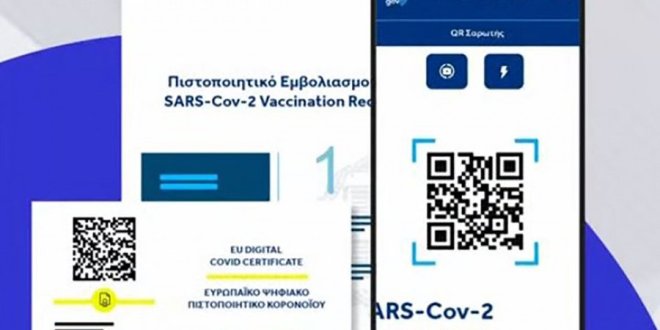 gov
QR Σαρωτής
Πιστοποιητικό Εμβολιασμο
SARS-Cov-2 Vaccination Rec
1
EU DIGITAL
COVID CERTIFICATE
ΕΥΡΩΠΑΪΚΟ ΨΗΦΙΑΚΟ
ΠΙΣΤΟΠΟΙΗΤΙΚΟ ΚΟΡΟΝΟΪΟΥ
ARS-Cov-2